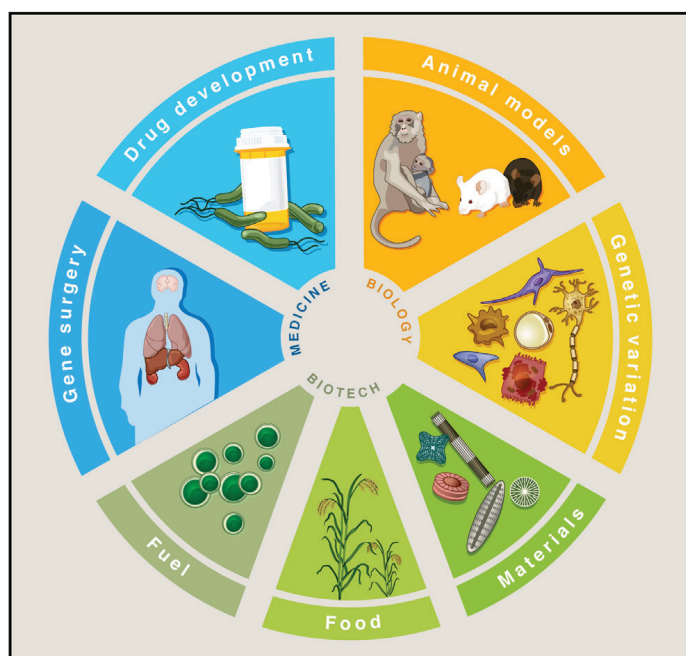 Drug development
Animal models
Gene surgery
Genetic variation
MEDICINE
BIOLOGY
BIOTECH
Fuel
Food
Materials